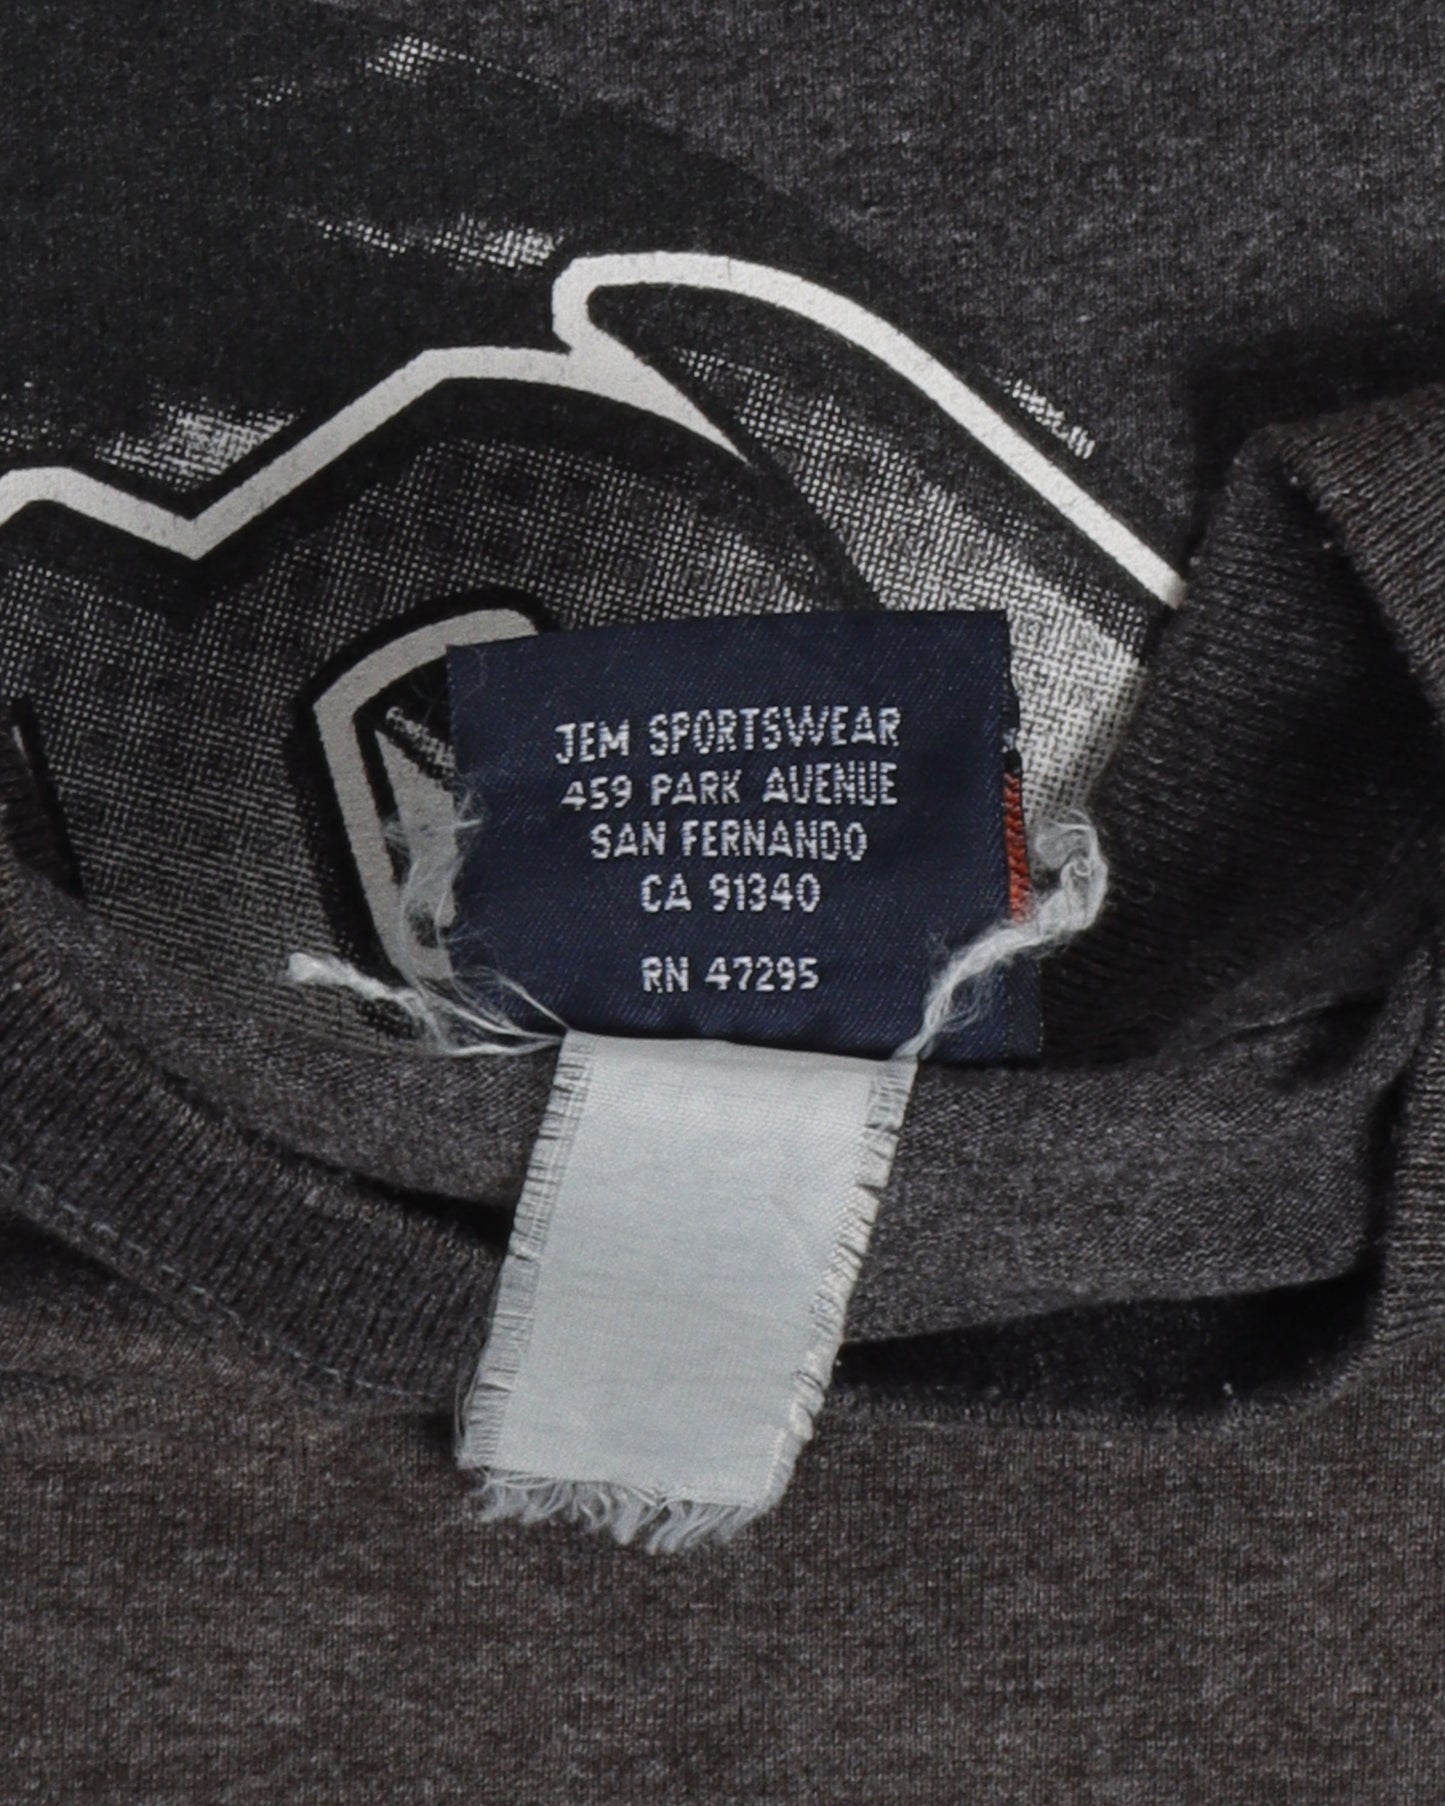 JEM SPORTSWEAR
459 PARK AVENUE
SAN FERNANDO
CA 91340
RN 47295